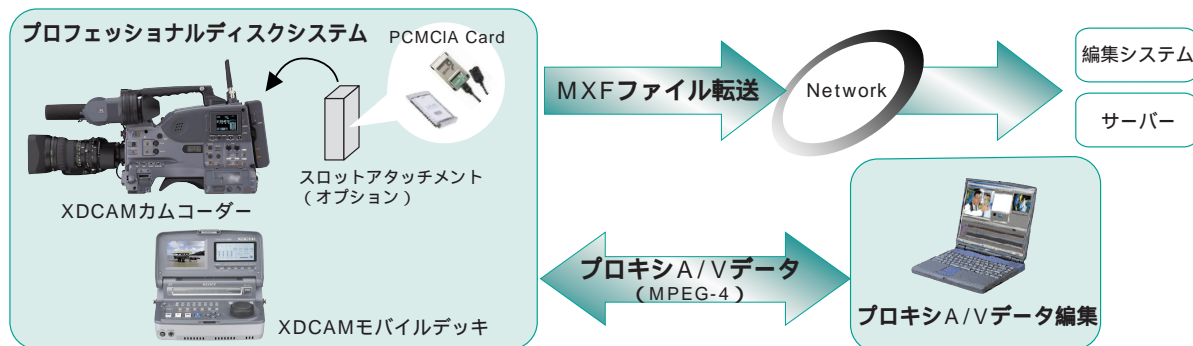 プロフェッショナルディスクシステム
PCMCIA Card
スロットアタッチメント
(オプション)
XDCAMカムコーダー
XDCAMモバイルデッキ
MXFファイル転送
Network
編集システム
サーバー
プロキシA/Vデータ
(MPEG-4)
プロキシA/Vデータ編集